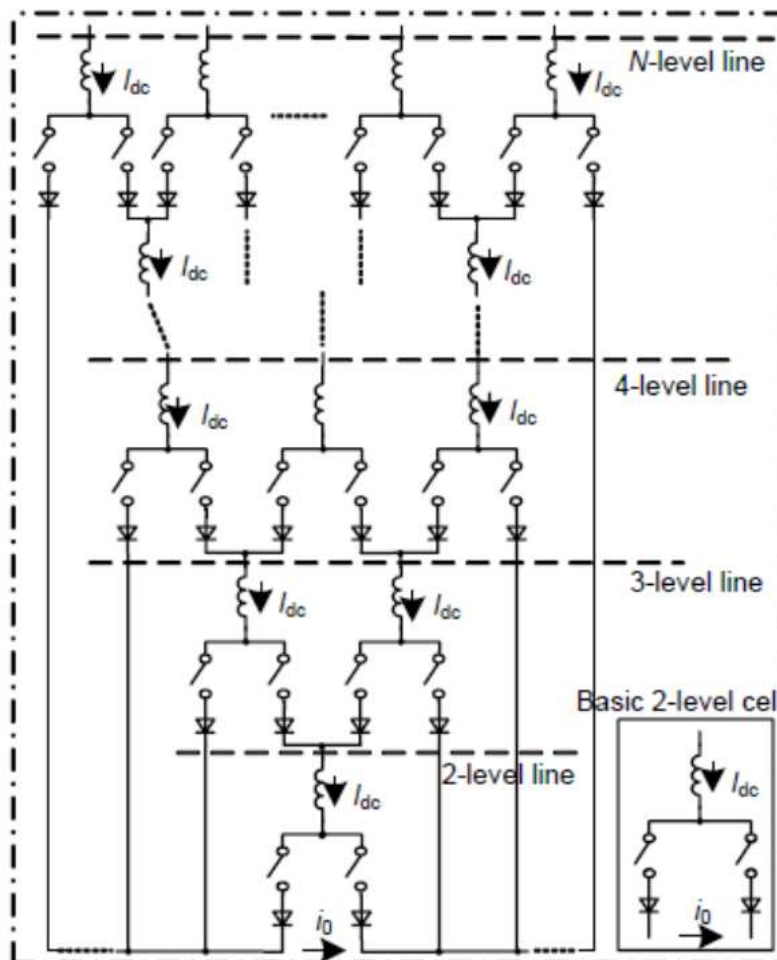 N-level line
Idc
Idc
Idc
Idc
4-level line
Idc
Idc
3-level line
Idc
Idc
Basic 2-level cel
2-level line
Idc
Idc
i0
i0